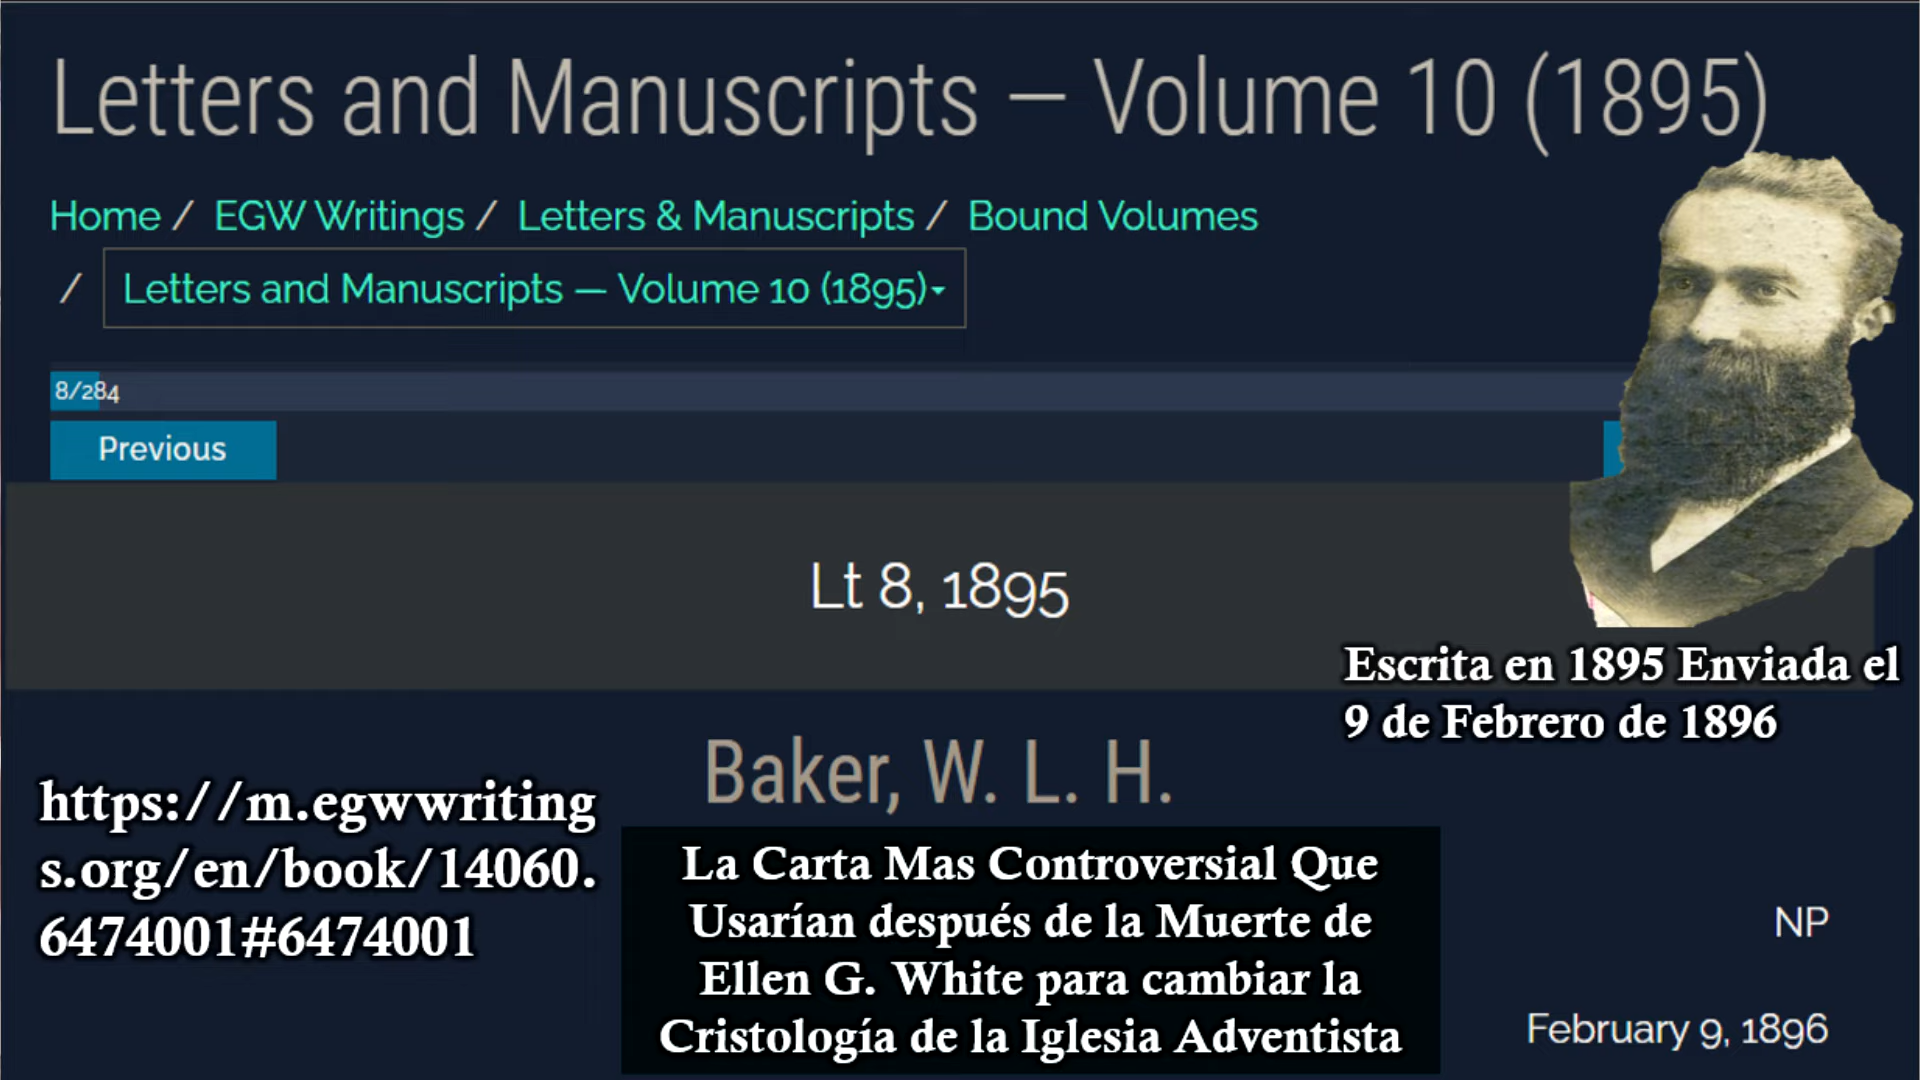 Letters and Manuscripts — Volume 10 (1895)
Home / EGW Writings / Letters & Manuscripts / Bound Volumes
/ Letters and Manuscripts — Volume 10 (1895)
8/284
Previous
Lt 8, 1895
Escrita en 1895 Enviada el
9 de Febrero de 1896
Baker, W. L. H.
https://m.egwwriting
s.org/en/book/14060.
6474001#6474001
La Carta Mas Controversial Que
Usarían después de la Muerte de
Ellen G. White para cambiar la
Cristología de la Iglesia Adventista
NP
February 9, 1896